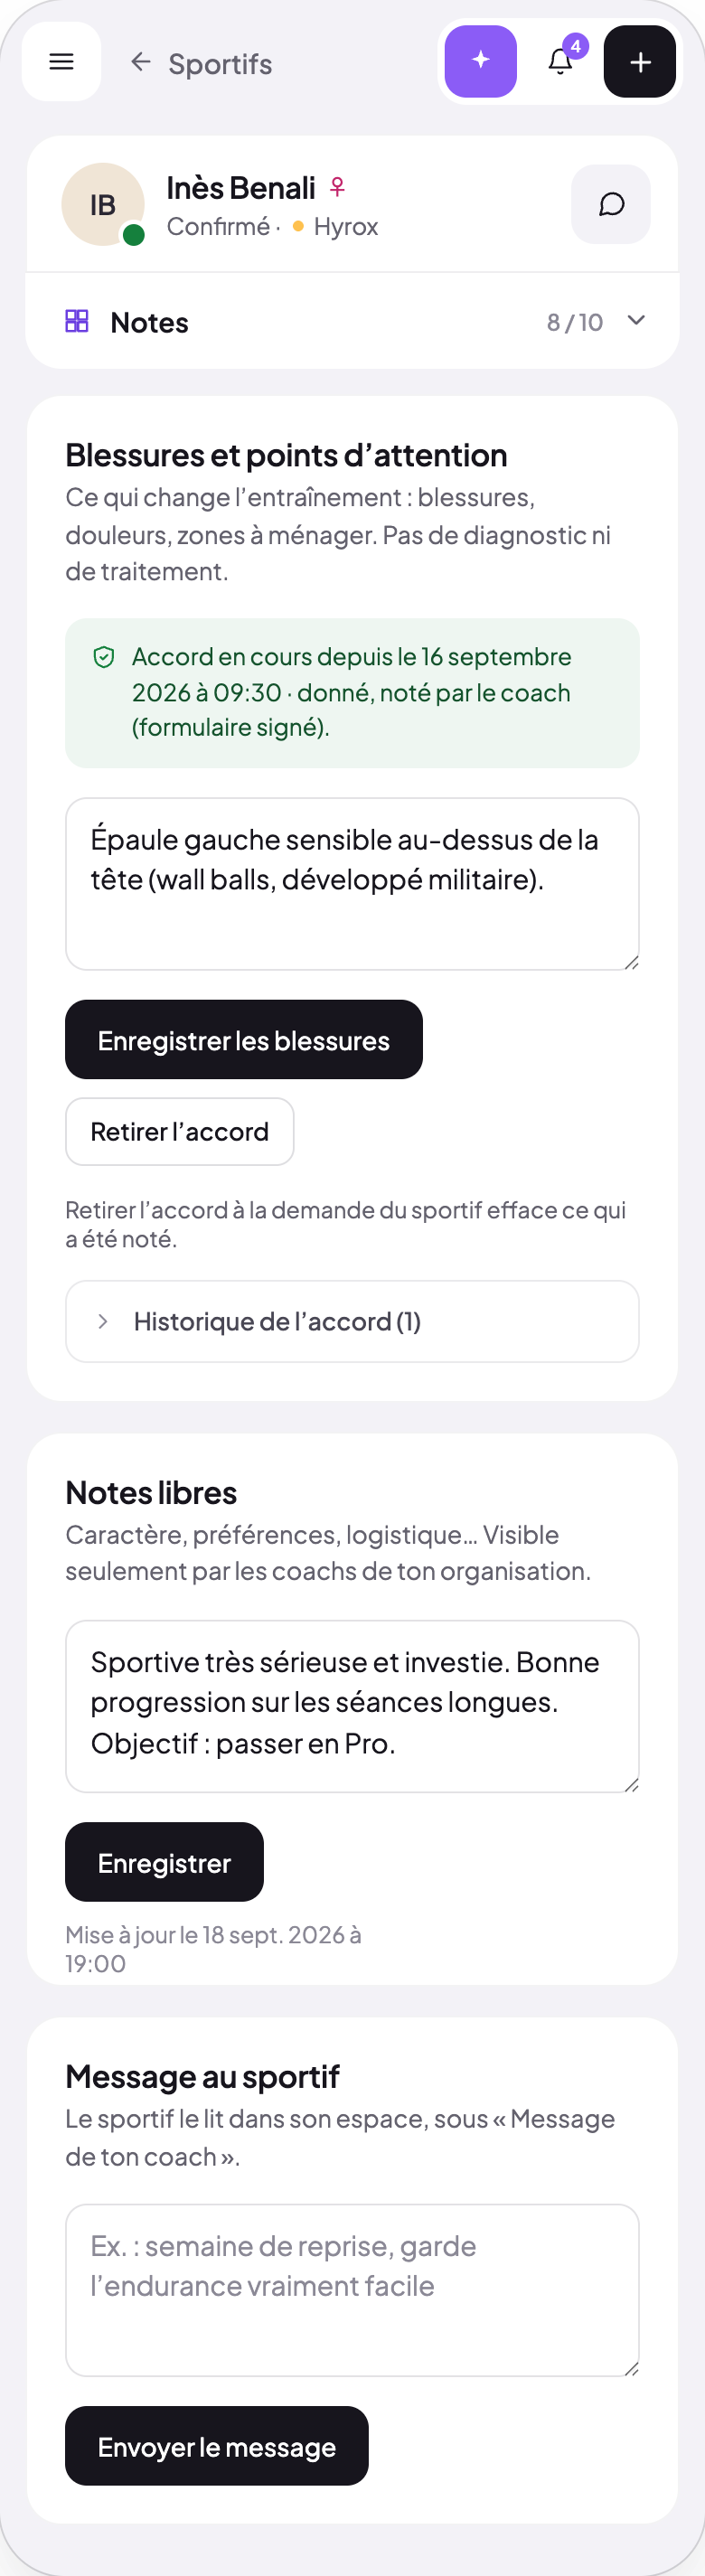 Sportifs
4
IB
Inès Benali
Confirmé · Hyrox
Notes
8 / 10
Blessures et points d’attention
Ce qui change l’entraînement : blessures,
douleurs, zones à ménager. Pas de diagnostic ni
de traitement.
Accord en cours depuis le 16 septembre
2026 à 09:30 · donné, noté par le coach
(formulaire signé).
Épaule gauche sensible au-dessus de la
tête (wall balls, développé militaire).
Enregistrer les blessures
Retirer l’accord
Retirer l’accord à la demande du sportif efface ce qui
a été noté.
Historique de l’accord (1)
Notes libres
Caractère, préférences, logistique… Visible
seulement par les coachs de ton organisation.
Sportive très sérieuse et investie. Bonne
progression sur les séances longues.
Objectif : passer en Pro.
Enregistrer
Mise à jour le 18 sept. 2026 à
19:00
Message au sportif
Le sportif le lit dans son espace, sous « Message
de ton coach ».
Ex. : semaine de reprise, garde
l’endurance vraiment facile
Envoyer le message